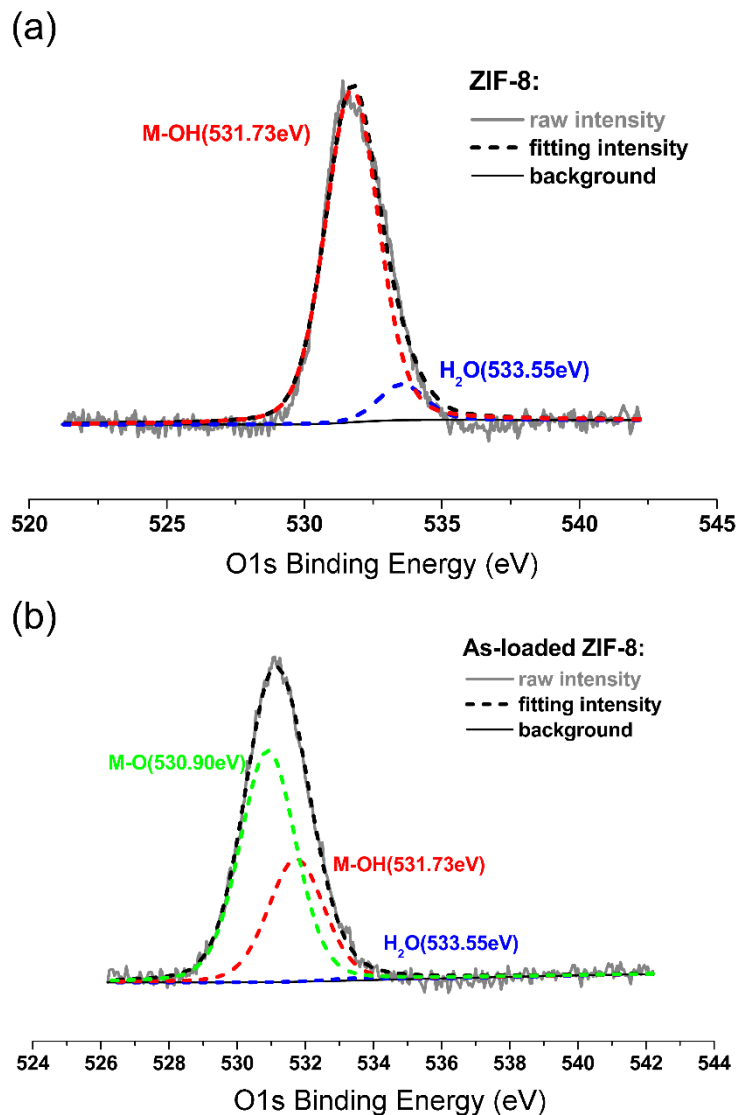 (a)
ZIF-8:
raw intensity
fitting intensity
background
M-OH(531.73eV)
H₂O(533.55eV)
520 525 530 535 540 545
O1s Binding Energy (eV)
(b)
As-loaded ZIF-8:
raw intensity
fitting intensity
background
M-O(530.90eV)
M-OH(531.73eV)
H₂O(533.55eV)
524 526 528 530 532 534 536 538 540 542 544
O1s Binding Energy (eV)